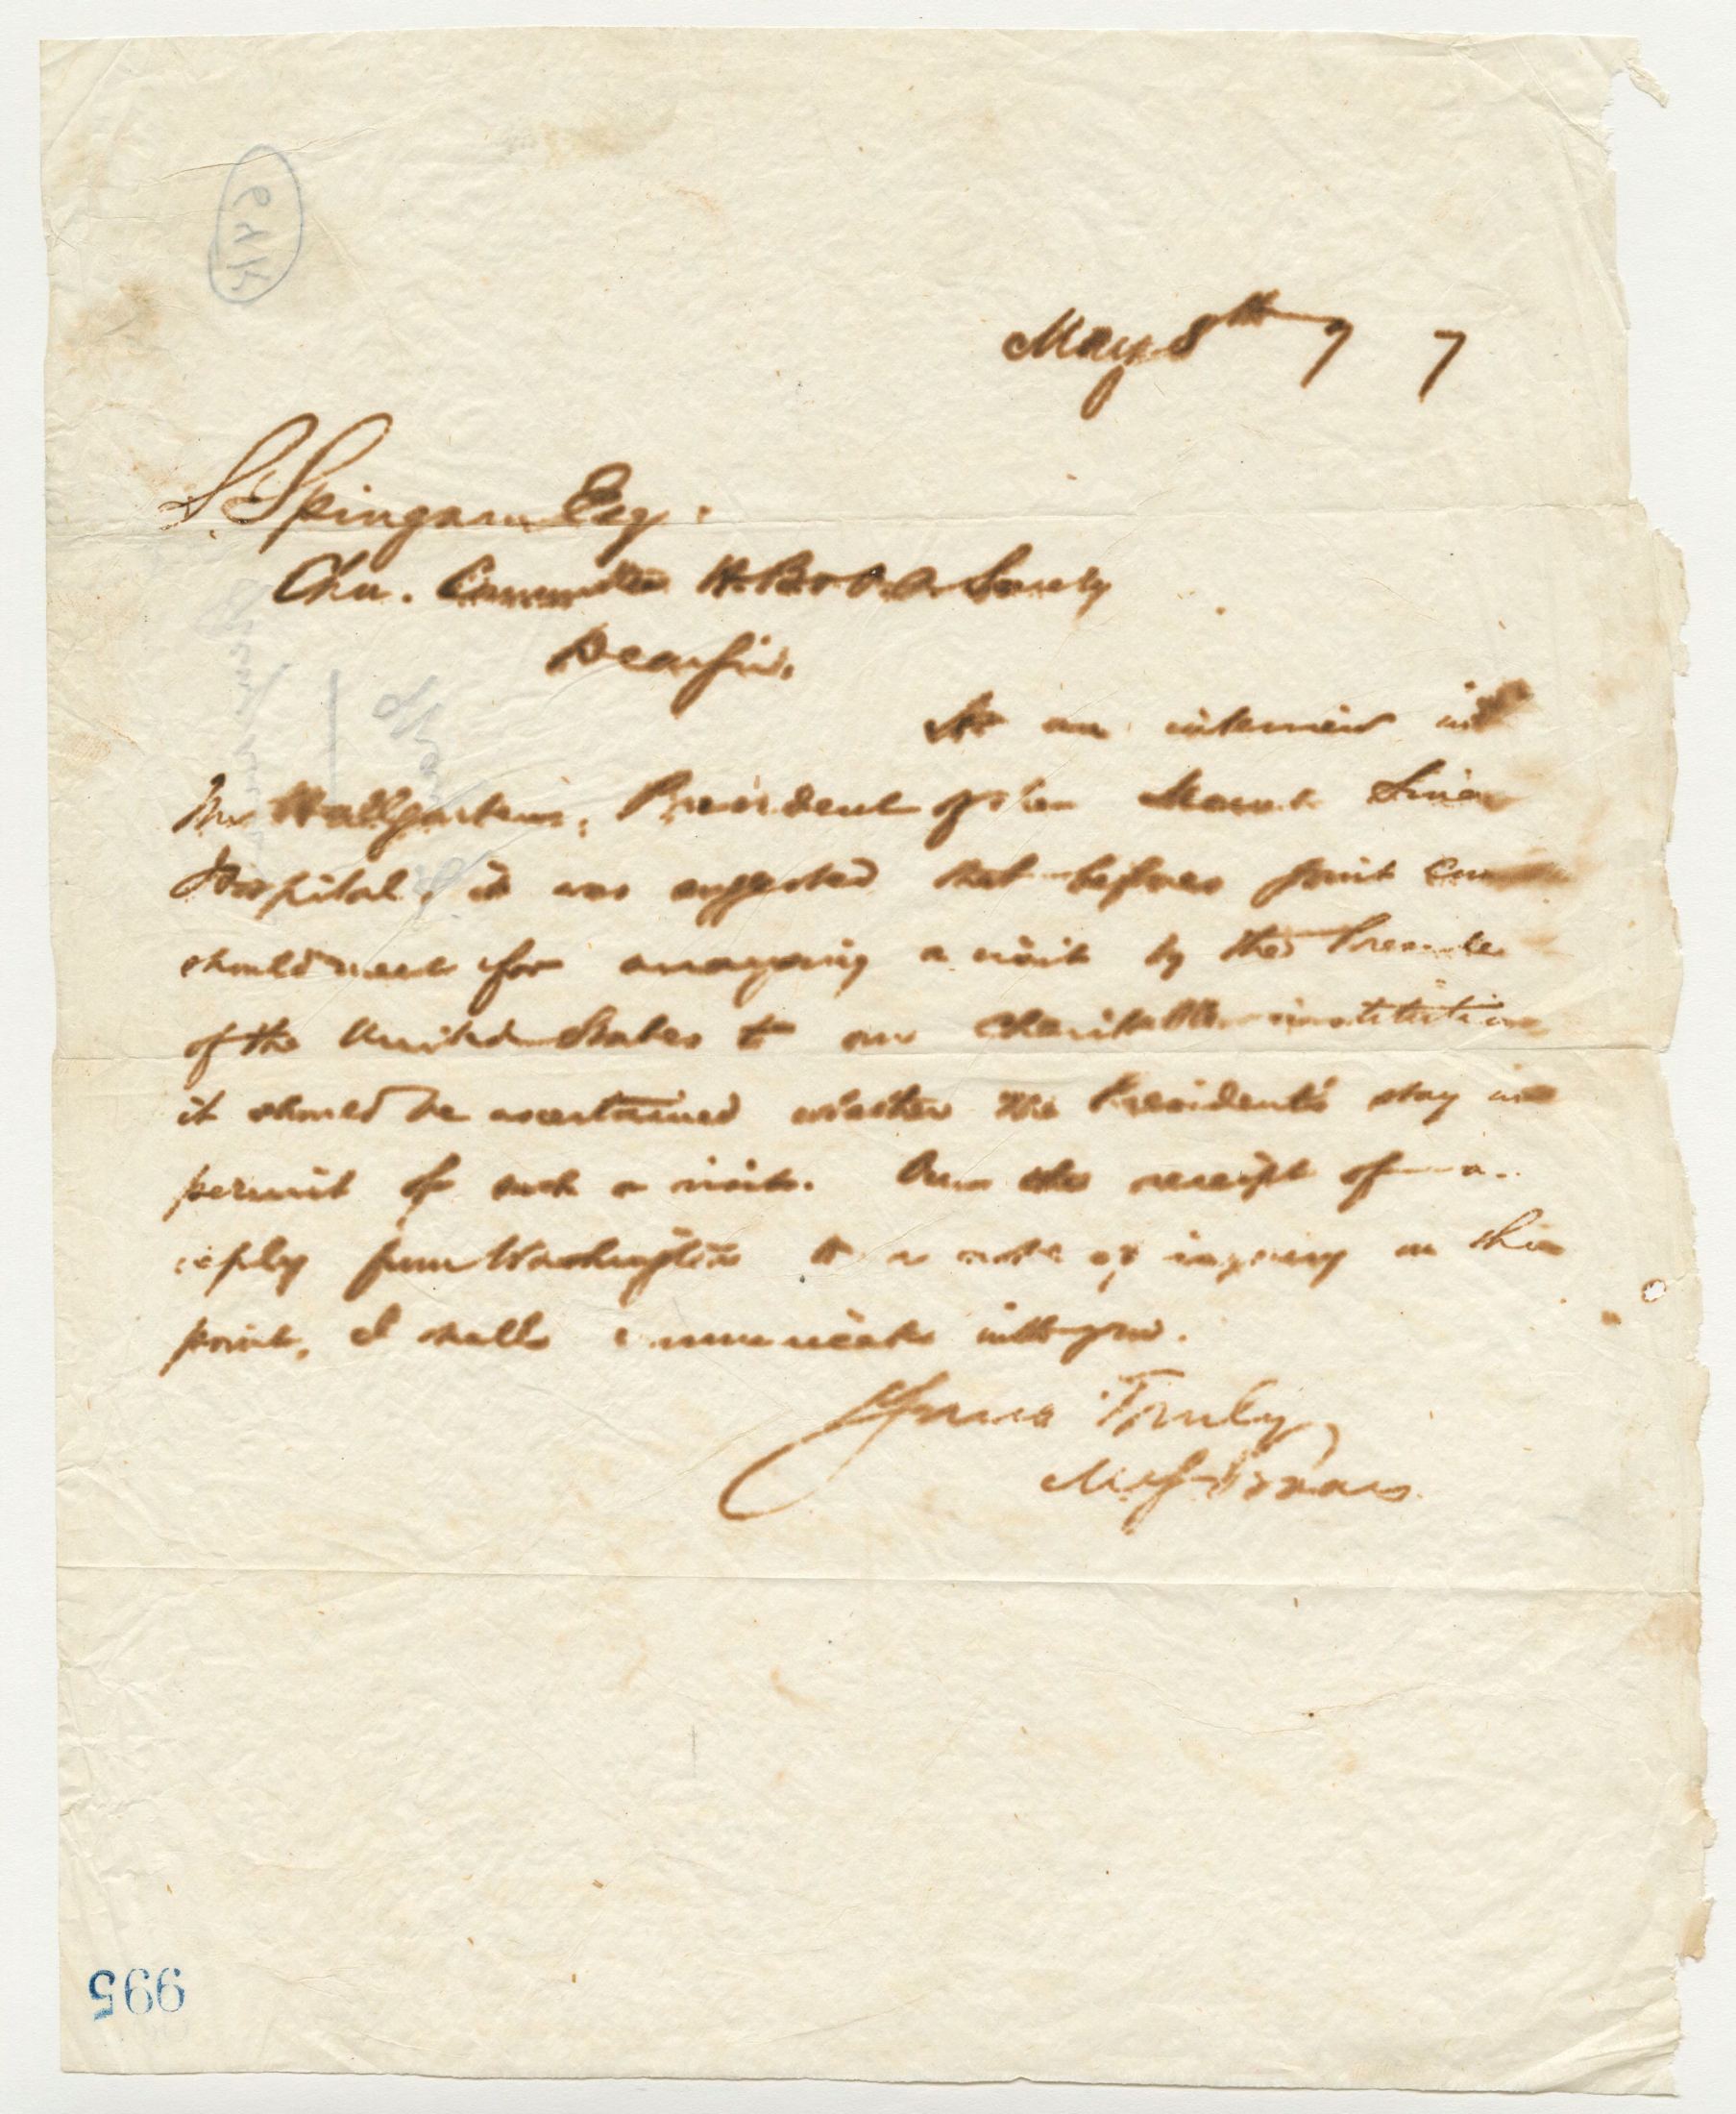 May 8th 7 7
S. Spingarn Esq.
Chn. Committee H. B. & O. A. Society
Dear Sir,
At an interview with
Mr Hallgarten, President of the Mount Sinai
Hospital, it was suggested that before joint
should meet for arranging a visit by the
of the United States to our charitable institutions
it should be ascertained whether the President's stay will
permit of such a visit. On the receipt of a
reply from Washington to a note of inquiry on this
point, I shall communicate with you.
Yours Truly
M. S. Isaacs
995